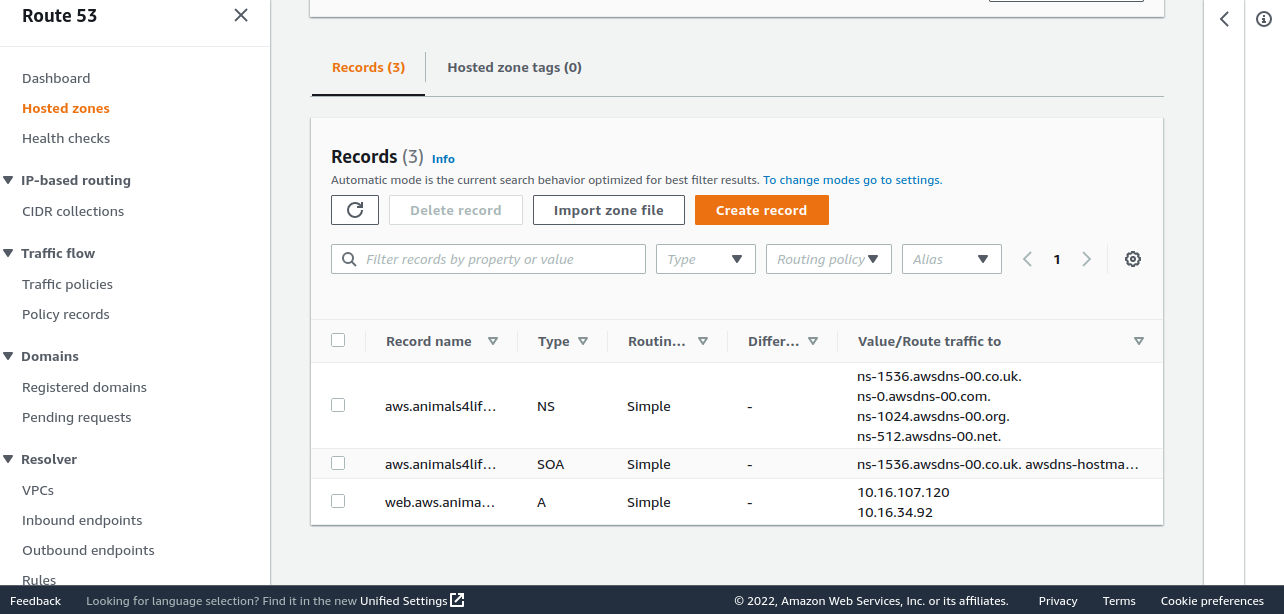 Route 53
Dashboard
Hosted zones
Health checks
IP-based routing
CIDR collections
Traffic flow
Traffic policies
Policy records
Domains
Registered domains
Pending requests
Resolver
VPCs
Inbound endpoints
Outbound endpoints
Rules
Records (3)
Hosted zone tags (0)
Records (3) Info
Automatic mode is the current search behavior optimized for best filter results. To change modes go to settings.
Delete record
Import zone file
Create record
Filter records by property or value
Type
Routing policy
Alias
1
Record name
Type
Routin...
Differ...
Value/Route traffic to
aws.animals4lif...
NS
Simple
-
ns-1536.awsdns-00.co.uk.
ns-0.awsdns-00.com.
ns-1024.awsdns-00.org.
ns-512.awsdns-00.net.
aws.animals4lif...
SOA
Simple
-
ns-1536.awsdns-00.co.uk. awsdns-hostma...
web.aws.anima...
A
Simple
-
10.16.107.120
10.16.34.92
Feedback
Looking for language selection? Find it in the new Unified Settings
© 2022, Amazon Web Services, Inc. or its affiliates.
Privacy
Terms
Cookie preferences